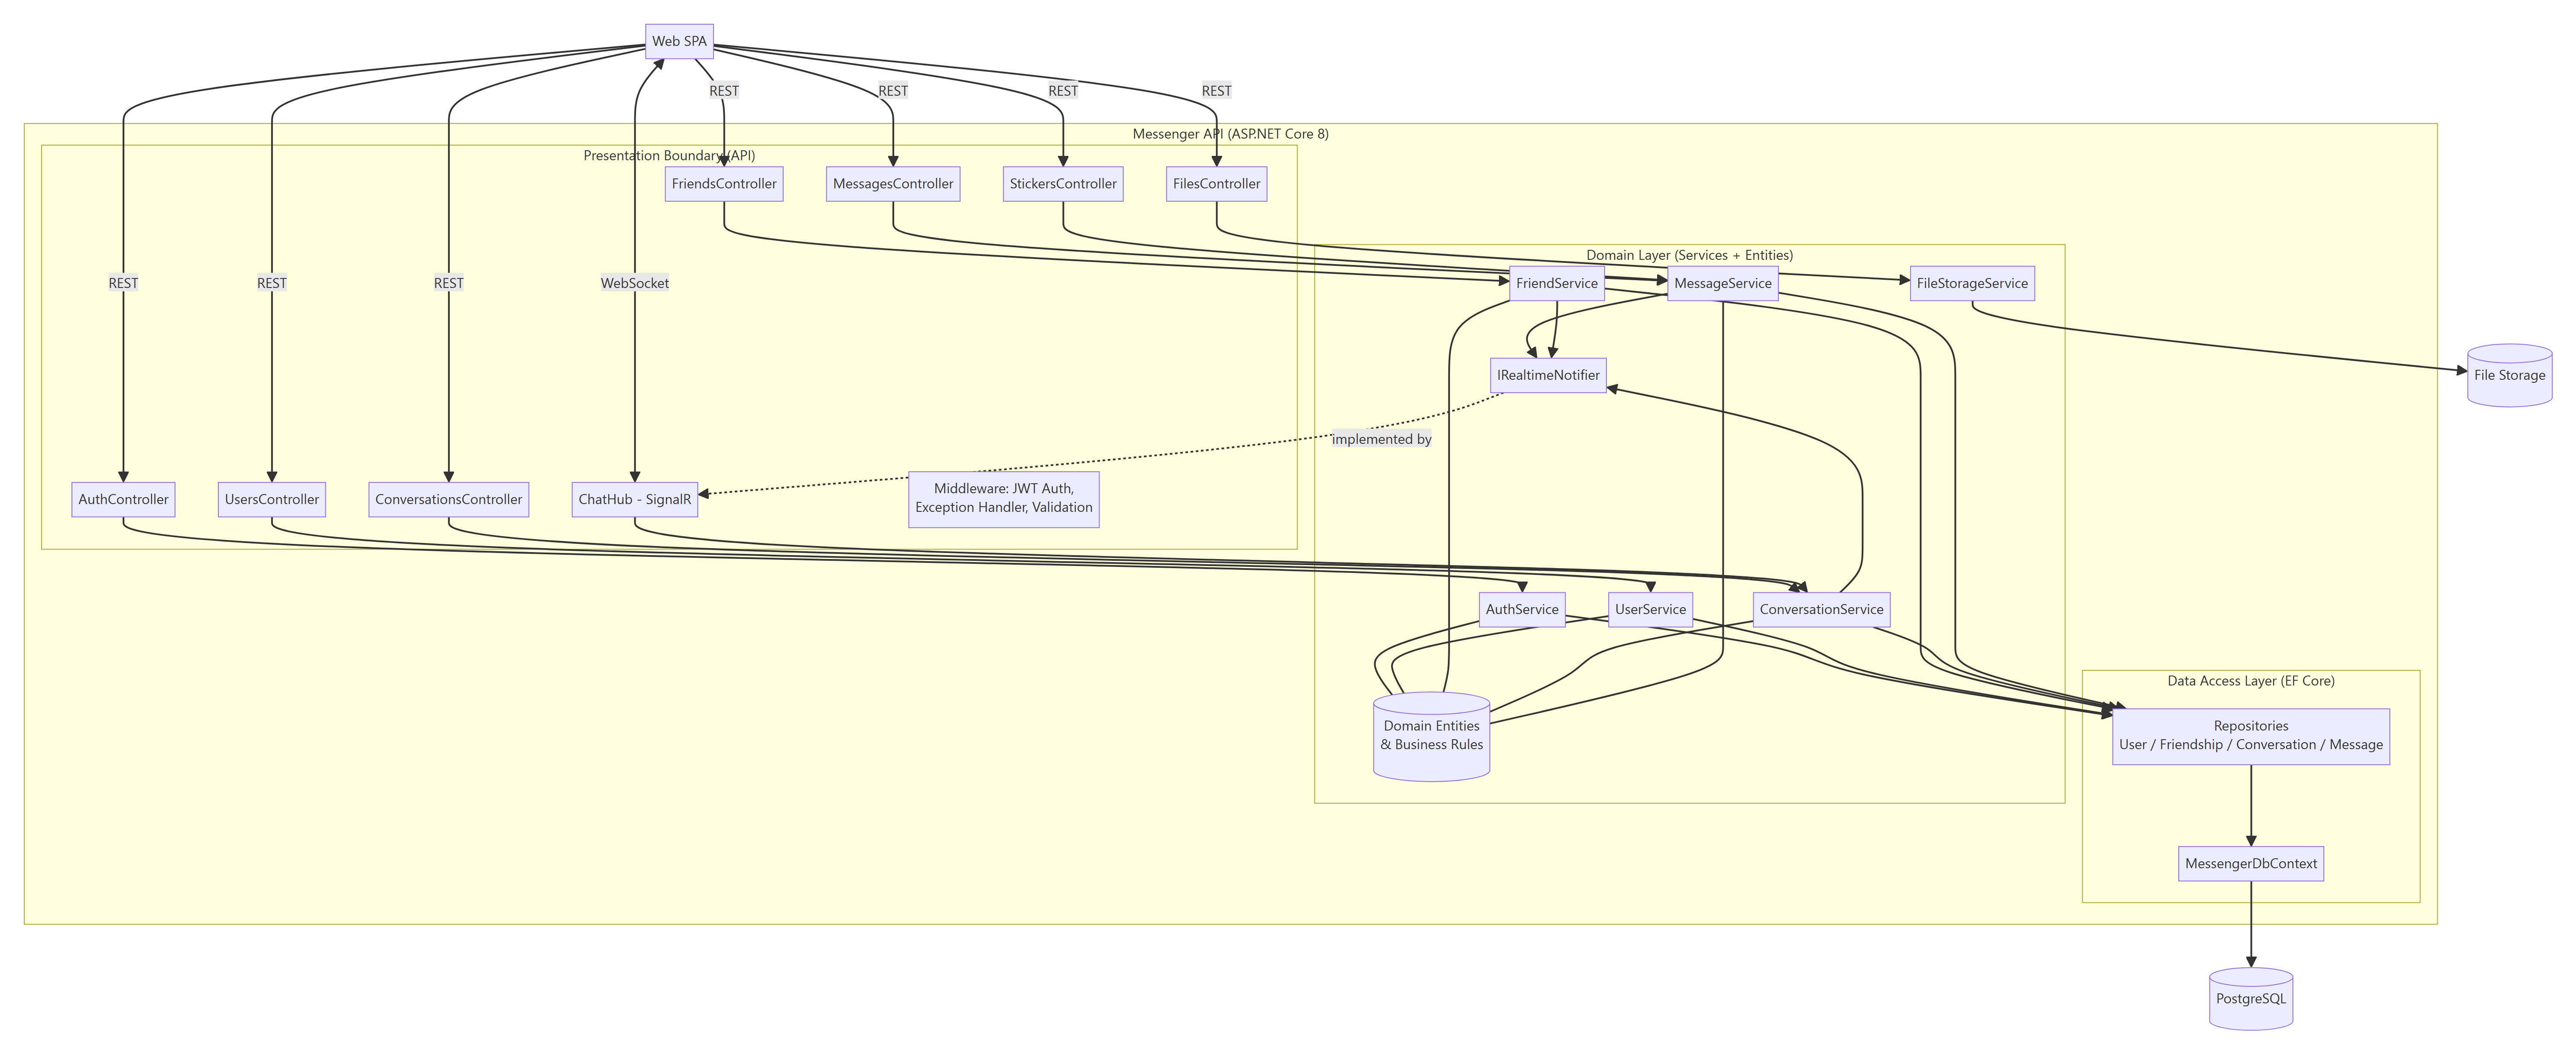 Web SPA
REST
REST
REST
REST
Messenger API (ASP.NET Core 8)
Presentation Boundary (API)
FriendsController
MessagesController
StickersController
FilesController
Domain Layer (Services + Entities)
REST
REST
REST
WebSocket
FriendService
MessageService
FileStorageService
IRealtimeNotifier
File Storage
implemented by
AuthController
UsersController
ConversationsController
ChatHub - SignalR
Middleware: JWT Auth,
Exception Handler, Validation
AuthService
UserService
ConversationService
Data Access Layer (EF Core)
Domain Entities
& Business Rules
Repositories
User / Friendship / Conversation / Message
MessengerDbContext
PostgreSQL